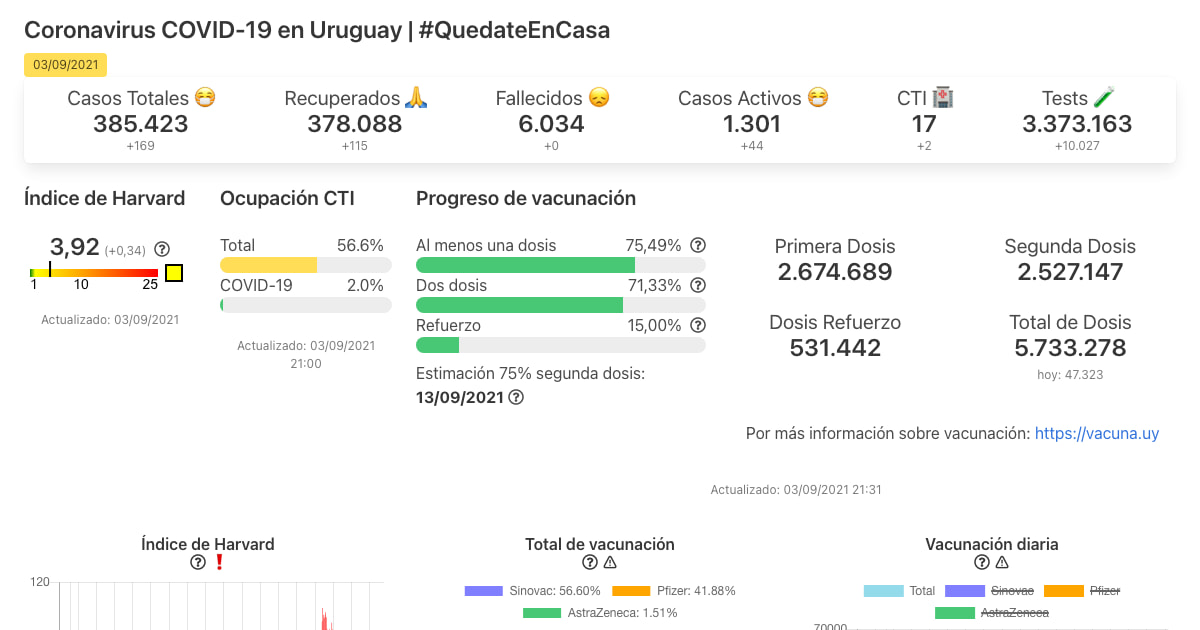 Coronavirus COVID-19 en Uruguay | #QuedateEnCasa
03/09/2021
Casos Totales 😷
385.423
+169
Recuperados 🙏
378.088
+115
Fallecidos 😞
6.034
+0
Casos Activos 😷
1.301
+44
CTI 🏥
17
+2
Tests 🧪
3.373.163
+10.027
Índice de Harvard
3,92 (+0,34)
1 10 25
Actualizado: 03/09/2021
Ocupación CTI
Total 56.6%
COVID-19 2.0%
Actualizado: 03/09/2021
21:00
Progreso de vacunación
Al menos una dosis 75,49%
Dos dosis 71,33%
Refuerzo 15,00%
Estimación 75% segunda dosis:
13/09/2021
Primera Dosis
2.674.689
Segunda Dosis
2.527.147
Dosis Refuerzo
531.442
Total de Dosis
5.733.278
hoy: 47.323
Por más información sobre vacunación: https://vacuna.uy
Actualizado: 03/09/2021 21:31
Índice de Harvard
120
Total de vacunación
Sinovac: 56.60% Pfizer: 41.88%
AstraZeneca: 1.51%
Vacunación diaria
Total Sinovac Pfizer
AstraZeneca
70000